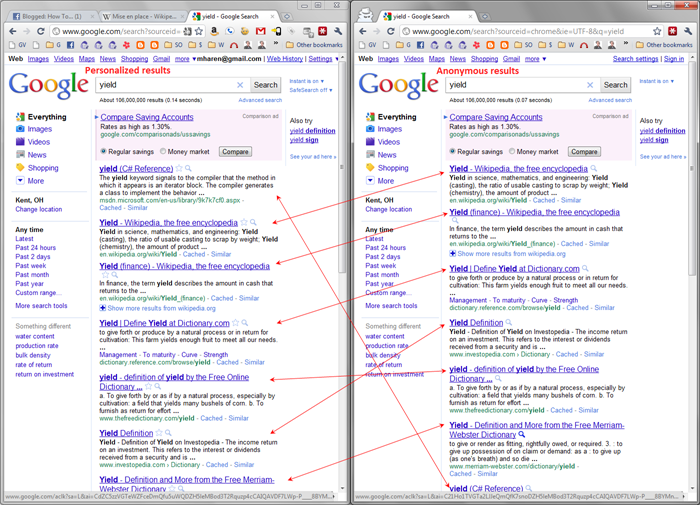 Blogged: How To... (1
Wise en place - Wikipe...
yield - Google Search
www.google.com/search?sourceid=
Other bookmarks
Web Images Videos Maps News Shopping Gmail more
mharen@gmail.com | Web History | Settings
Personalized results
Google
yield
Search
Instant is on
SafeSearch off
About 106,000,000 results (0.14 seconds)
Advanced search
Everything
Images
Videos
News
Shopping
More
Kent, OH
Change location
Any time
Latest
Past 24 hours
Past 2 days
Past week
Past month
Past year
Custom range...
More search tools
Something different
water content
production rate
bulk density
rate of return
return on investment
Compare Saving Accounts
Comparison ad
Rates as high as 1.30%.
google.com/comparisonads/ussavings
Regular savings Money market Compare
Also try
yield definition
yield sign
See your ad here »
yield (C# Reference)
The yield keyword signals to the compiler that the method in
which it appears is an iterator block. The compiler generates
a class to implement the behavior ...
msdn.microsoft.com/en-us/library/9k7k7cf0.aspx -
Cached - Similar
Yield - Wikipedia, the free encyclopedia
Yield in science, mathematics, and engineering: Yield
(casting), the ratio of usable casting to scrap by weight; Yield
(chemistry), the amount of product ...
en.wikipedia.org/wiki/Yield - Cached - Similar
Yield (finance) - Wikipedia, the free encyclopedia
In finance, the term yield describes the amount in cash that
returns to the ...
en.wikipedia.org/wiki/Yield_(finance) - Cached - Similar
Show more results from wikipedia.org
Yield | Define Yield at Dictionary.com
to give forth or produce by a natural process or in return for
cultivation: This farm yields enough fruit to meet all our needs.
Management - To maturity - Curve - Strength
dictionary.reference.com/browse/yield - Cached - Similar
yield - definition of yield by the Free Online
Dictionary ...
a. To give forth by or as if by a natural process, especially by
cultivation: a field that yields many bushels of corn. b. To
furnish as return for effort ...
www.thefreedictionary.com/yield - Cached - Similar
Yield Definition
Yield - Definition of Yield on Investopedia - The income return
on an investment. This refers to the interest or dividends
received from a security and is ...
www.investopedia.com › Dictionary - Cached - Similar
Yield - Definition and More from the Free Merriam-
Webster Dictionary
yield - Google Search
www.google.com/search?sourceid=chrome&ie=UTF-8&q=yield
Other bookmarks
Web Images Videos Maps News Shopping Gmail more
Search settings | Sign in
Anonymous results
Google
yield
Search
Instant is on
About 106,000,000 results (0.07 seconds)
Advanced search
Everything
Images
Videos
News
Shopping
More
Kent, OH
Change location
Any time
Latest
Past 24 hours
Past 2 days
Past week
Past month
Past year
Custom range...
More search tools
Something different
water content
production rate
bulk density
rate of return
return on investment
Compare Saving Accounts
Comparison ad
Rates as high as 1.30%.
google.com/comparisonads/ussavings
Regular savings Money market Compare
Also try
yield definition
yield sign
See your ad here »
Yield - Wikipedia, the free encyclopedia
Yield in science, mathematics, and engineering: Yield
(casting), the ratio of usable casting to scrap by weight; Yield
(chemistry), the amount of product ...
en.wikipedia.org/wiki/Yield - Cached - Similar
Yield (finance) - Wikipedia, the free encyclopedia
In finance, the term yield describes the amount in cash that
returns to the ...
en.wikipedia.org/wiki/Yield_(finance) - Cached - Similar
Show more results from wikipedia.org
Yield | Define Yield at Dictionary.com
to give forth or produce by a natural process or in return for
cultivation: This farm yields enough fruit to meet all our needs.
Management - To maturity - Curve - Strength
dictionary.reference.com/browse/yield - Cached - Similar
Yield Definition
Yield - Definition of Yield on Investopedia - The income return
on an investment. This refers to the interest or dividends
received from a security and is ...
www.investopedia.com › Dictionary - Cached - Similar
yield - definition of yield by the Free Online
Dictionary ...
a. To give forth by or as if by a natural process, especially by
cultivation: a field that yields many bushels of corn. b. To
furnish as return for effort ...
www.thefreedictionary.com/yield - Cached - Similar
Yield - Definition and More from the Free Merriam-
Webster Dictionary
to give or render as fitting, rightfully owed, or required. 3. : to
give up possession of on claim or demand: as a : to give up
(as one's breath) and so die ...
www.merriam-webster.com/dictionary/yield -
Cached - Similar
yield (C# Reference)